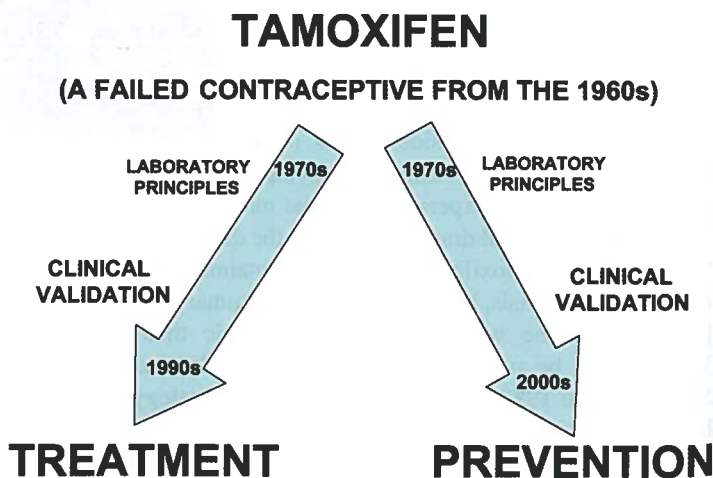 TAMOXIFEN
(A FAILED CONTRACEPTIVE FROM THE 1960s)
LABORATORY
PRINCIPLES
1970s
1970s
LABORATORY
PRINCIPLES
CLINICAL
VALIDATION
CLINICAL
VALIDATION
1990s
2000s
TREATMENT
PREVENTION